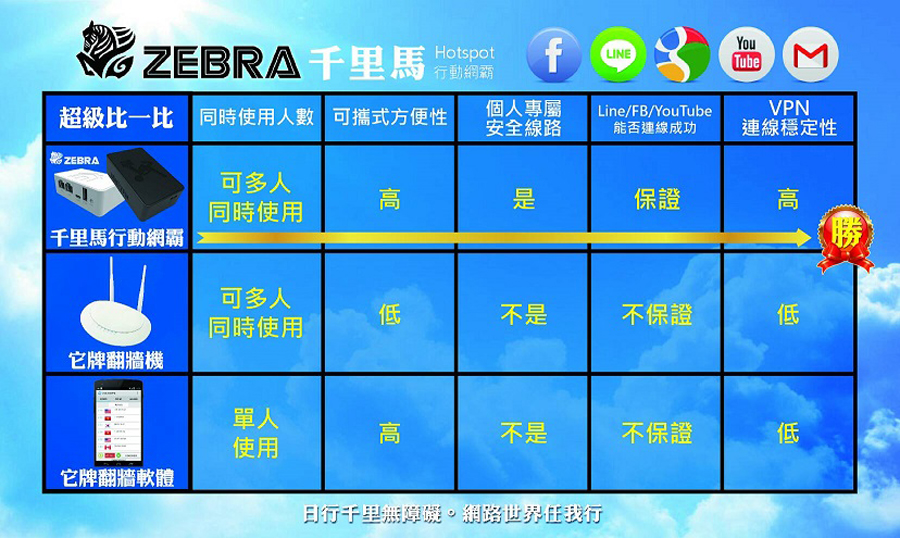 ZEBRA 千里馬 Hotspot
行動網霸
f LINE You Tube
超級比一比
同時使用人數
可攜式方便性
個人專屬
安全線路
Line/FB/YouTube
能否連線成功
VPN
連線穩定性
ZEBRA
千里馬行動網霸
可多人
同時使用
高
是
保證
高
勝
它牌翻牆機
可多人
同時使用
低
不是
不保證
低
它牌翻牆軟體
單人
使用
高
不是
不保證
低
日行千里無障礙。網路世界任我行